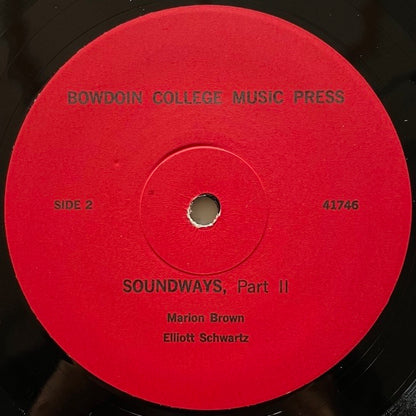 BOWDOIN COLLEGE MUSIC PRESS
SIDE 2 41746
SOUNDWAYS, Part II
Marion Brown
Elliott Schwartz